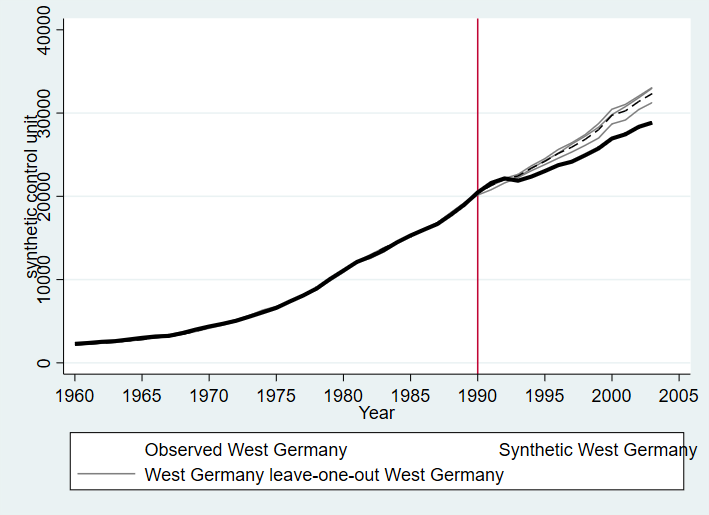 40000
30000
20000
10000
0
synthetic control unit
1960 1965 1970 1975 1980 1985 1990 1995 2000 2005
Year
Observed West Germany Synthetic West Germany
West Germany leave-one-out West Germany